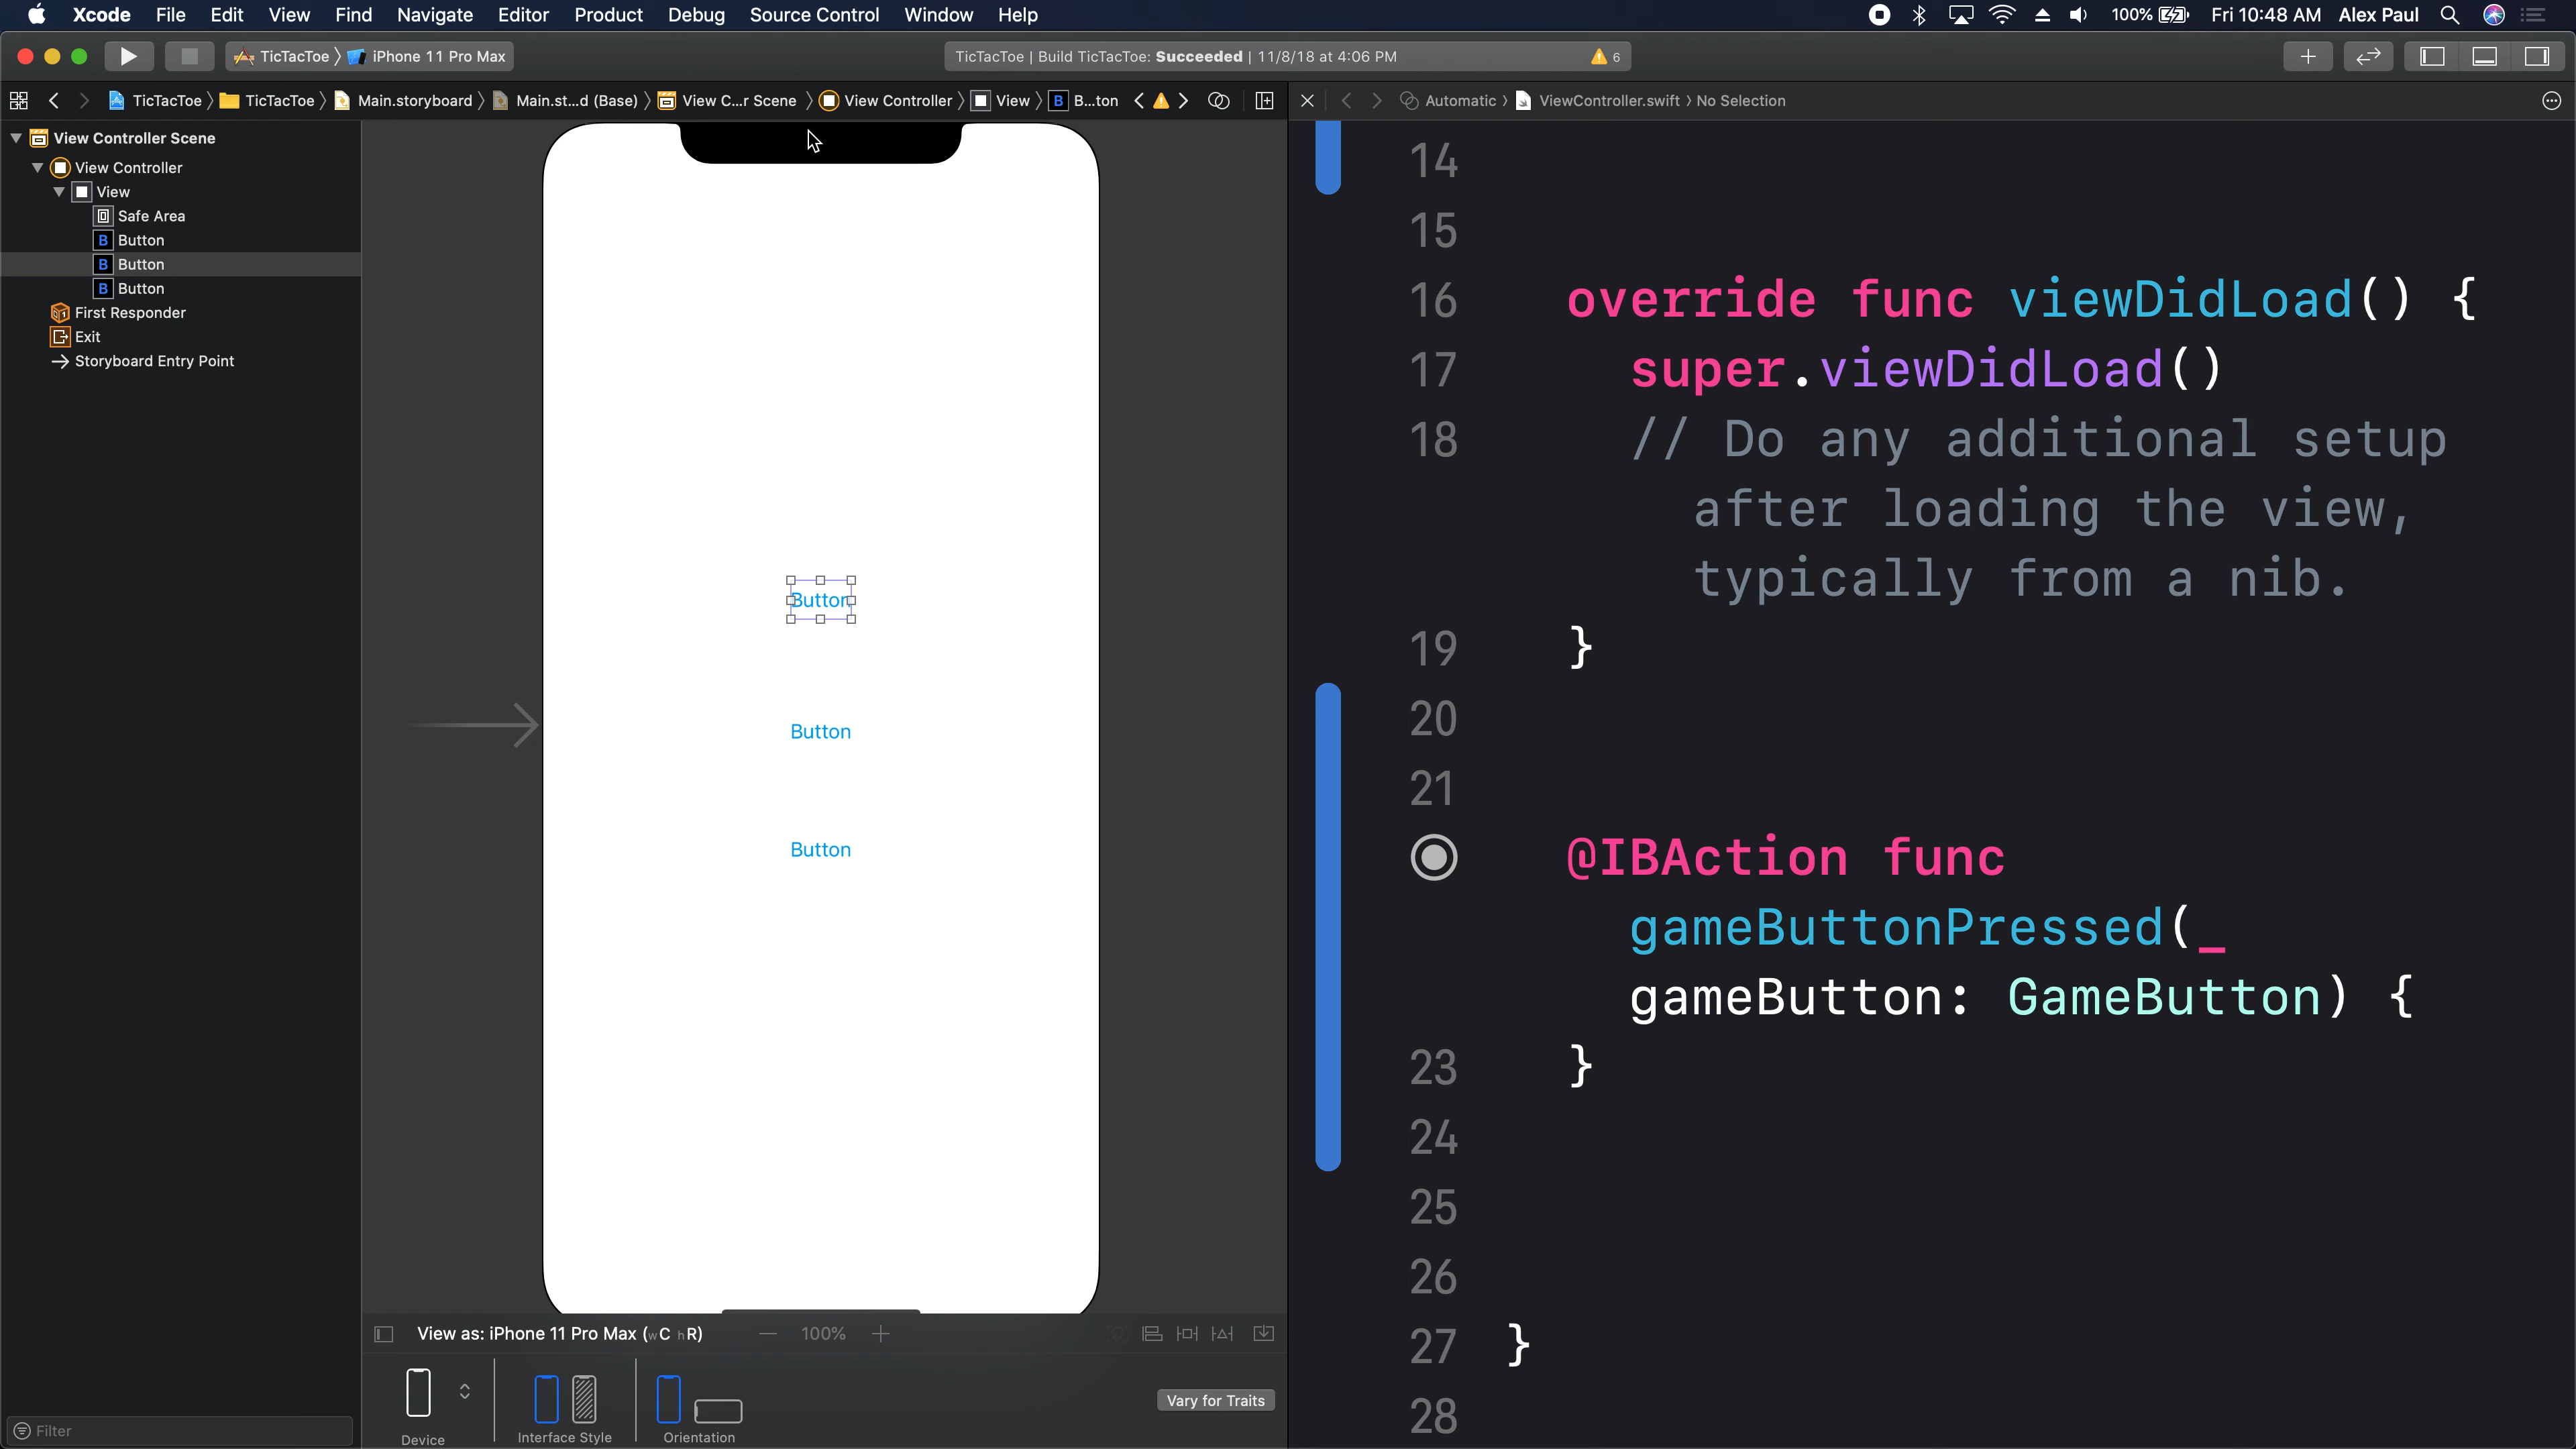 Xcode File Edit View Find Navigate Editor Product Debug Source Control Window Help 100% Fri 10:48 AM Alex Paul
TicTacToe iPhone 11 Pro Max TicTacToe | Build TicTacToe: Succeeded | 11/8/18 at 4:06 PM 6
TicTacToe TicTacToe Main.storyboard Main.st...d (Base) View C...r Scene View Controller View B B...ton Automatic ViewController.swift No Selection
View Controller Scene
View Controller
View
Safe Area
B Button
B Button
B Button
First Responder
Exit
Storyboard Entry Point
Button
Button
Button
14
15
16 override func viewDidLoad() {
17 super.viewDidLoad()
18 // Do any additional setup
after loading the view,
typically from a nib.
19 }
20
21
@IBAction func
gameButtonPressed(_
gameButton: GameButton) {
23 }
24
25
26
27 }
28
View as: iPhone 11 Pro Max (wC hR) 100%
Vary for Traits
Filter
Device Interface Style Orientation